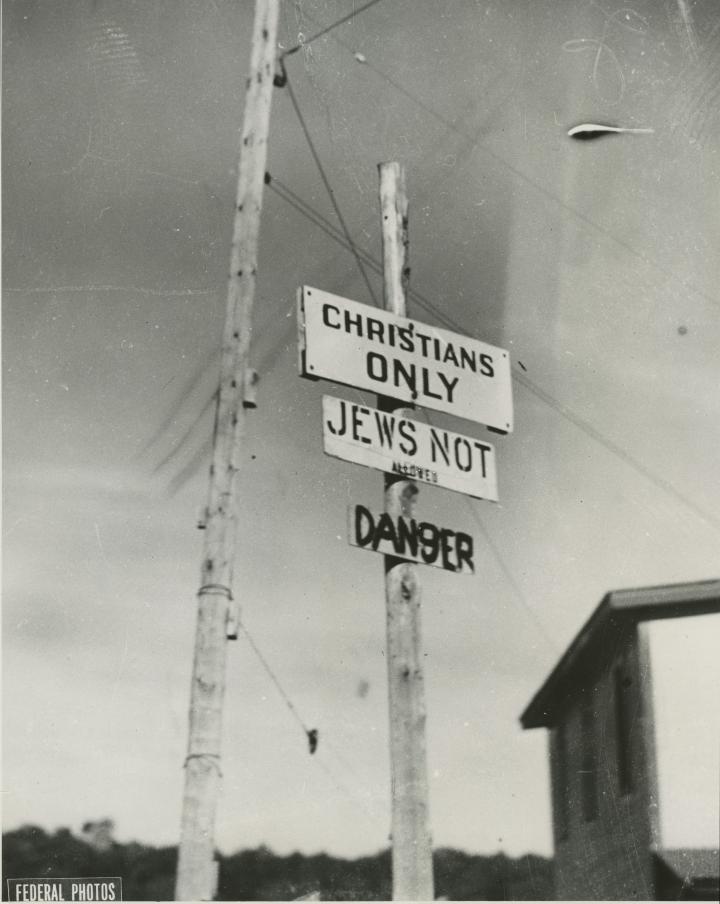 CHRISTIANS
ONLY
JEWS NOT
ALLOWED
DANGER
FEDERAL PHOTOS